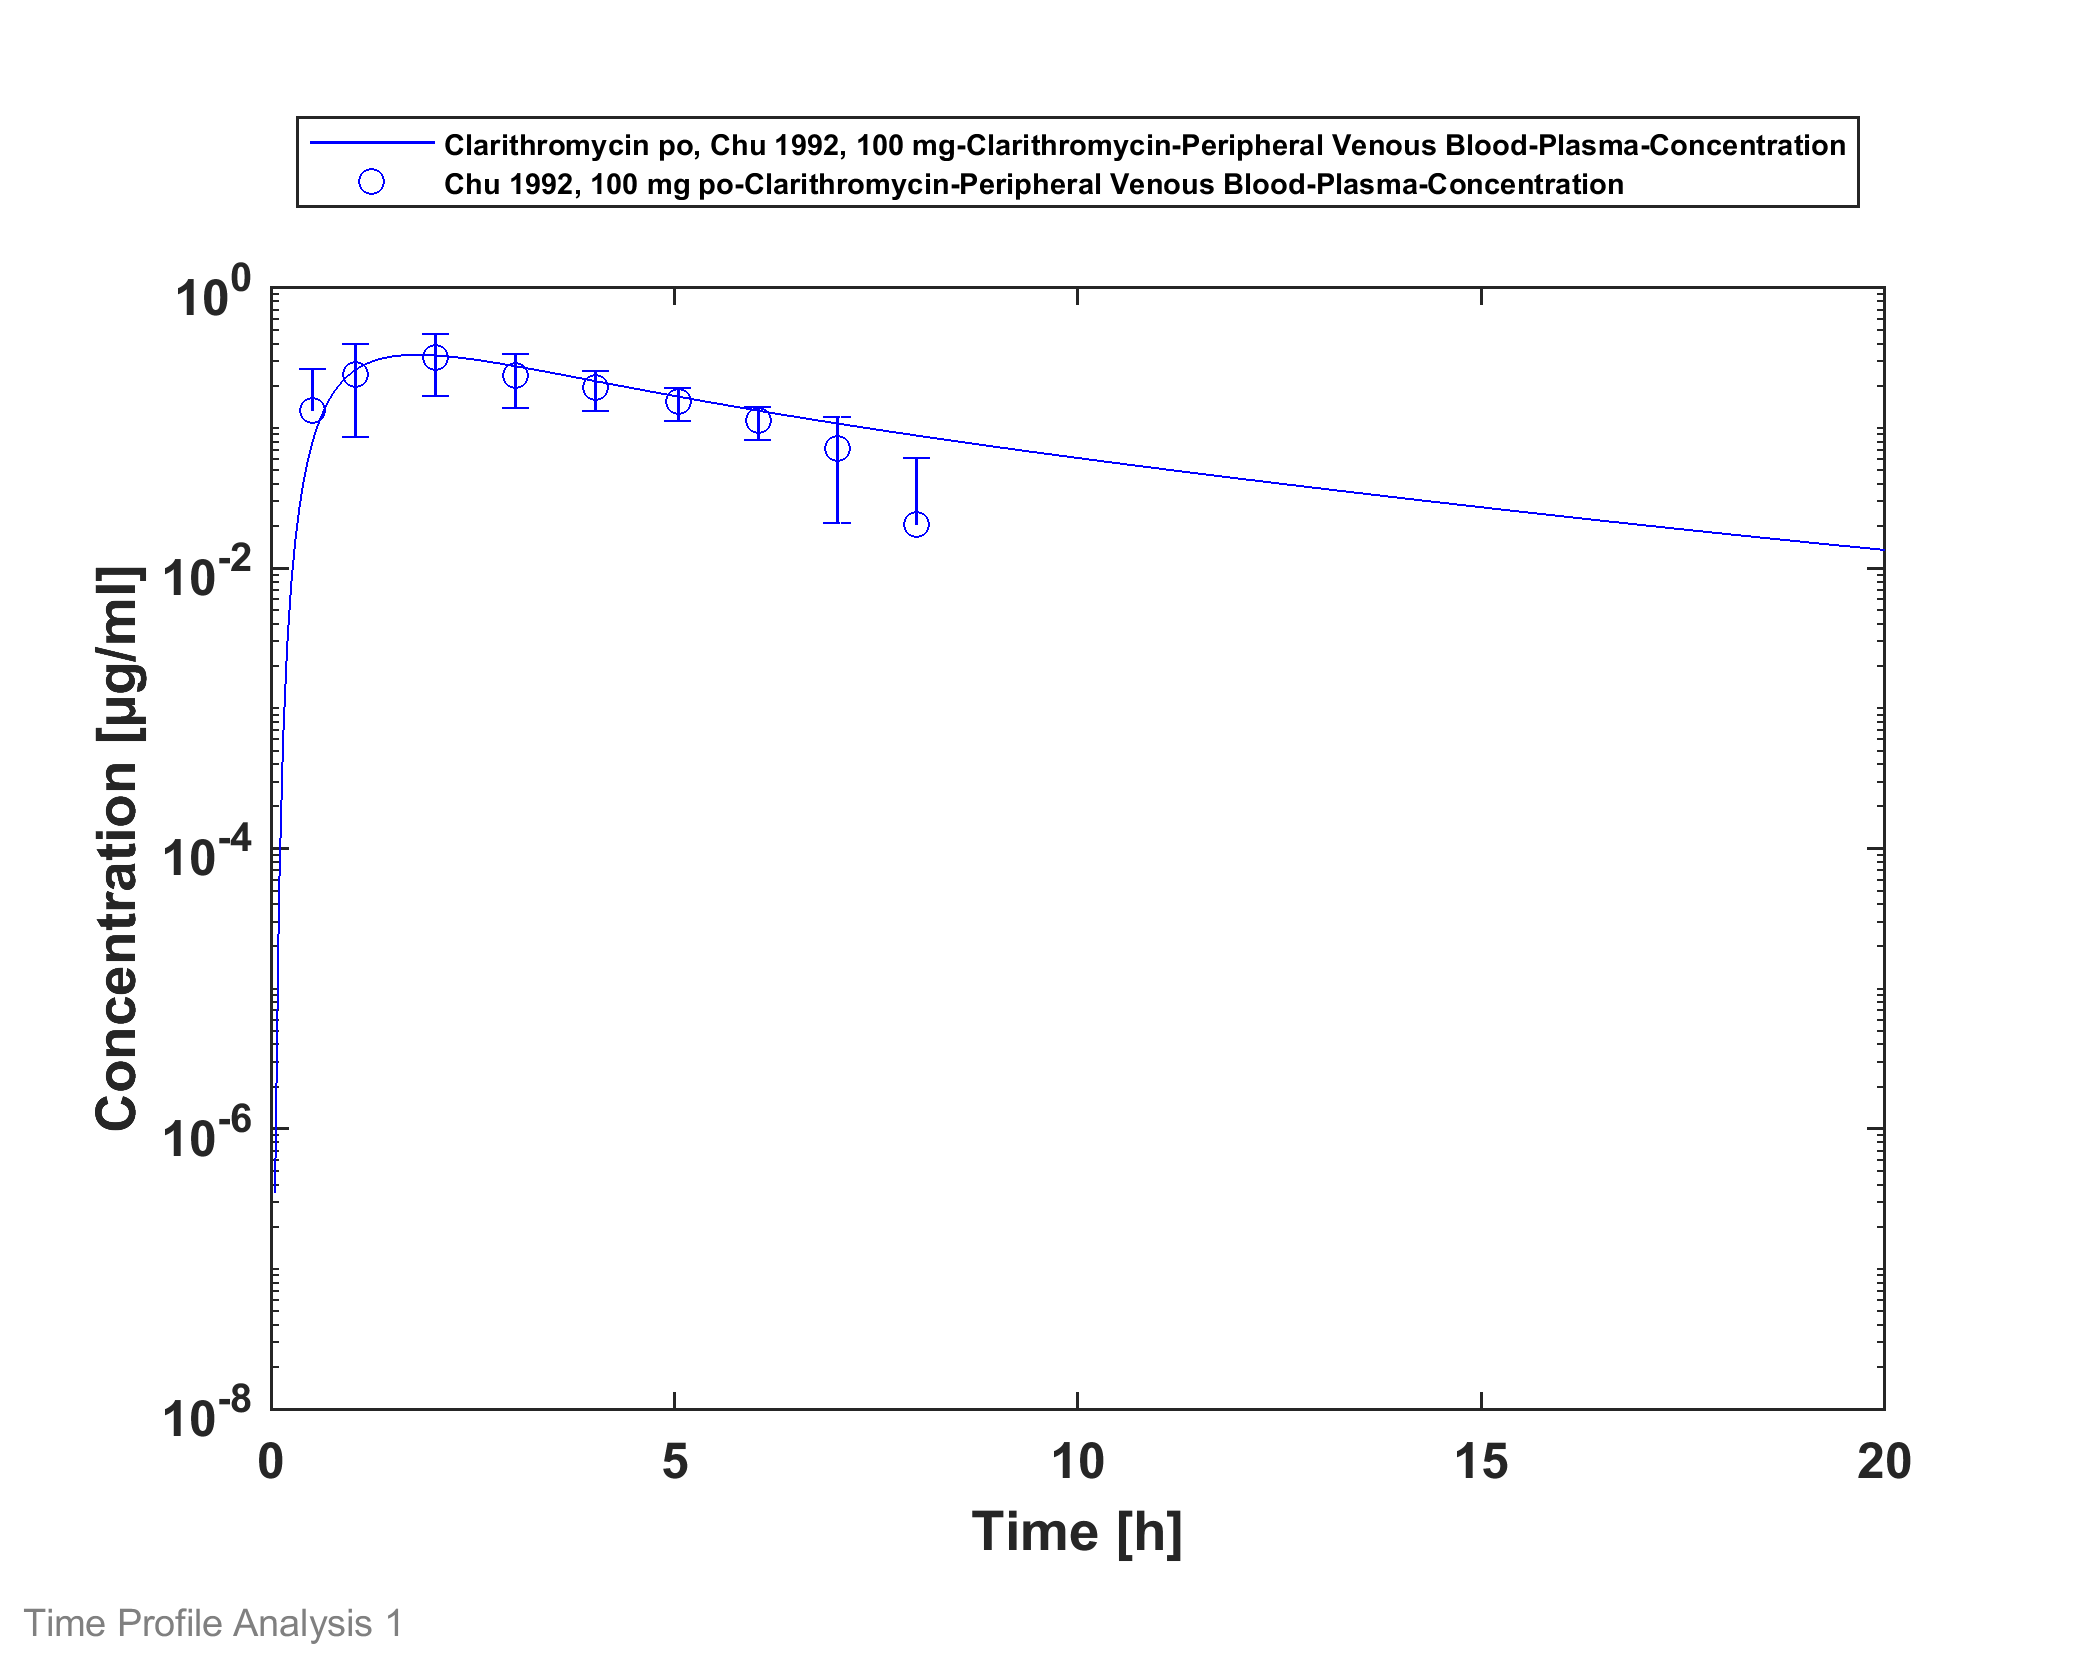 Clarithromycin po, Chu 1992, 100 mg-Clarithromycin-Peripheral Venous Blood-Plasma-Concentration
Chu 1992, 100 mg po-Clarithromycin-Peripheral Venous Blood-Plasma-Concentration
10^0
10^-2
10^-4
10^-6
10^-8
Concentration [µg/ml]
0 5 10 15 20
Time [h]
Time Profile Analysis 1